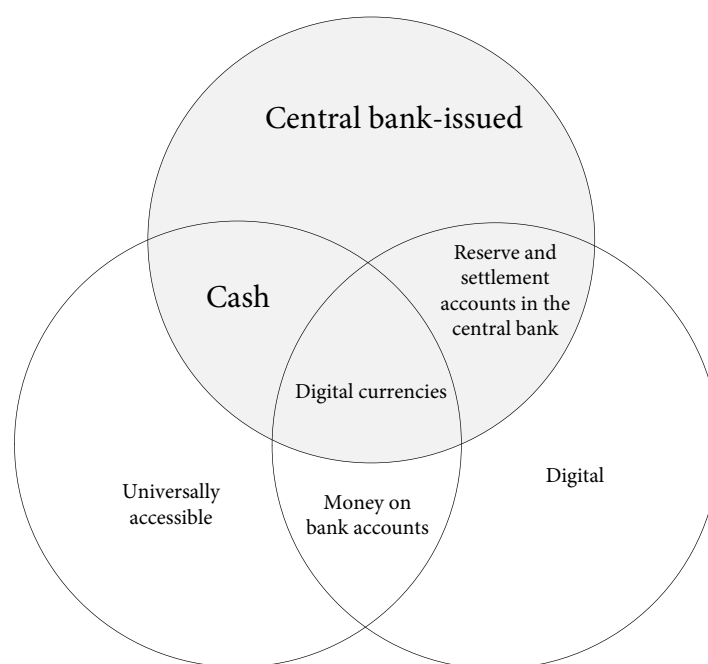 Central bank-issued
Reserve and
settlement
accounts in the
central bank
Cash
Digital currencies
Digital
Universally
accessible
Money on
bank accounts